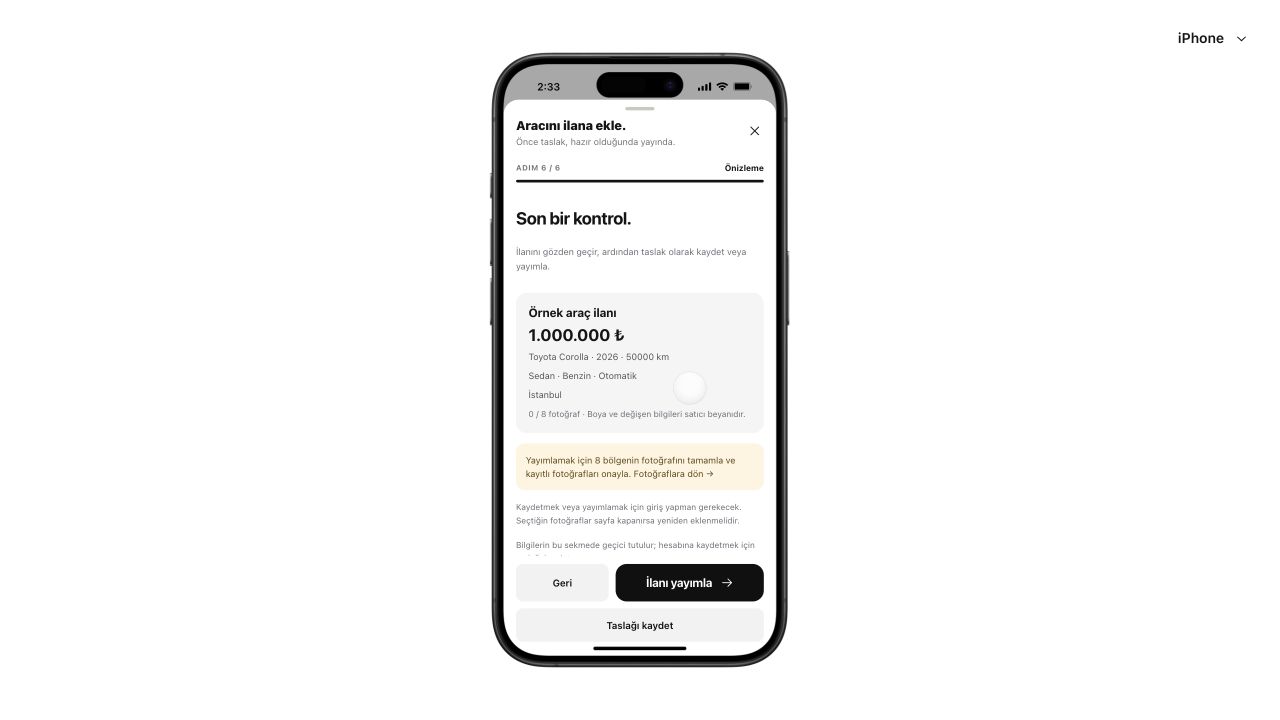 iPhone
2:33
Aracını ilana ekle.
Önce taslak, hazır olduğunda yayında.
ADIM 6 / 6
Önizleme
Son bir kontrol.
İlanını gözden geçir, ardından taslak olarak kaydet veya
yayımla.
Örnek araç ilanı
1.000.000 ₺
Toyota Corolla · 2026 · 50000 km
Sedan · Benzin · Otomatik
İstanbul
0 / 8 fotoğraf · Boya ve değişen bilgileri satıcı beyanıdır.
Yayımlamak için 8 bölgenin fotoğrafını tamamla ve
kayıtlı fotoğrafları onayla. Fotoğraflara dön →
Kaydetmek veya yayımlamak için giriş yapman gerekecek.
Seçtiğin fotoğraflar sayfa kapanırsa yeniden eklenmelidir.
Bilgilerin bu sekmede geçici tutulur; hesabına kaydetmek için
Geri
İlanı yayımla →
Taslağı kaydet